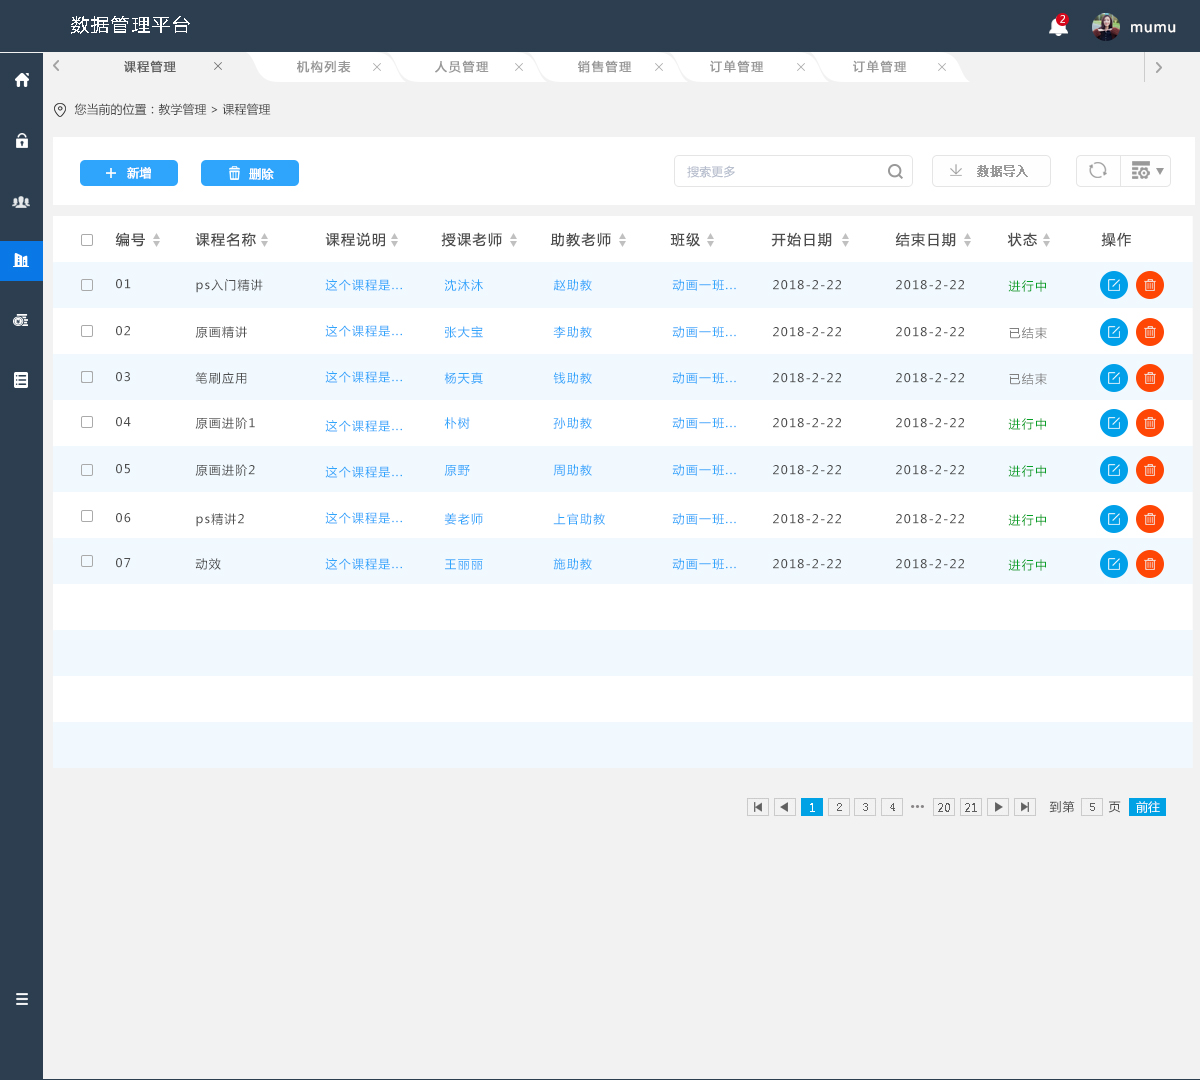 数据管理平台 2 mumu
课程管理 机构列表 人员管理 销售管理 订单管理 订单管理
您当前的位置：教学管理 > 课程管理
+ 新增 删除 搜索更多 数据导入
编号 课程名称 课程说明 授课老师 助教老师 班级 开始日期 结束日期 状态 操作
01 ps入门精讲 这个课程是... 沈沐沐 赵助教 动画一班... 2018-2-22 2018-2-22 进行中
02 原画精讲 这个课程是... 张大宝 李助教 动画一班... 2018-2-22 2018-2-22 已结束
03 笔刷应用 这个课程是... 杨天真 钱助教 动画一班... 2018-2-22 2018-2-22 已结束
04 原画进阶1 这个课程是... 朴树 孙助教 动画一班... 2018-2-22 2018-2-22 进行中
05 原画进阶2 这个课程是... 原野 周助教 动画一班... 2018-2-22 2018-2-22 进行中
06 ps精讲2 这个课程是... 姜老师 上官助教 动画一班... 2018-2-22 2018-2-22 进行中
07 动效 这个课程是... 王丽丽 施助教 动画一班... 2018-2-22 2018-2-22 进行中
1 2 3 4 ••• 20 21 到第 5 页 前往